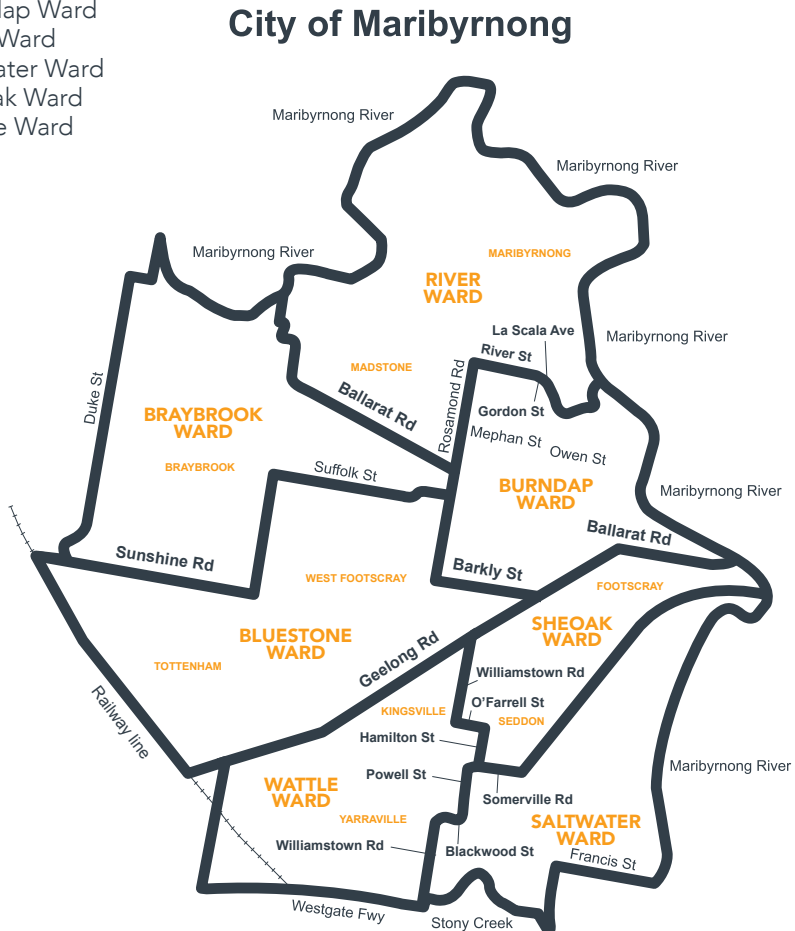 City of Maribyrnong
Ward
Ward
Ward
Ward
Ward
Maribyrnong River
Maribyrnong River
Maribyrnong River
MARIBYRNONG
RIVER
WARD
La Scala Ave
Maribyrnong River
River St
MADSTONE
Rosamond Rd
Duke St
Ballarat Rd
Gordon St
BRAYBROOK
WARD
Mephan St
Owen St
BRAYBROOK
Suffolk St
BURNDAP
WARD
Maribyrnong River
Ballarat Rd
Sunshine Rd
Barkly St
WEST FOOTSCRAY
FOOTSCRAY
BLUESTONE
WARD
SHEOAK
WARD
Geelong Rd
TOTTENHAM
Williamstown Rd
O'Farrell St
KINGSVILLE
SEDDON
Railway line
Hamilton St
Powell St
Maribyrnong River
WATTLE
WARD
Somerville Rd
YARRAVILLE
SALTWATER
WARD
Williamstown Rd
Blackwood St
Francis St
Westgate Fwy
Stony Creek